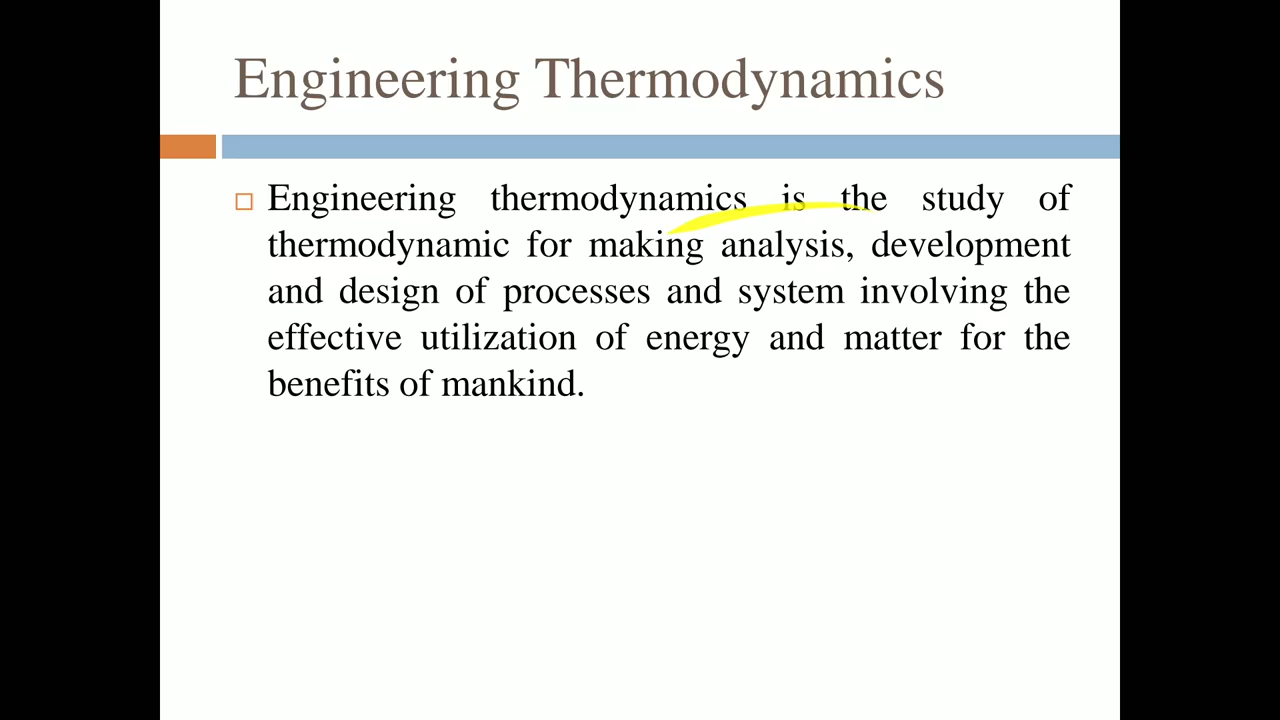 Engineering Thermodynamics
Engineering thermodynamics is the study of
thermodynamic for making analysis, development
and design of processes and system involving the
effective utilization of energy and matter for the
benefits of mankind.